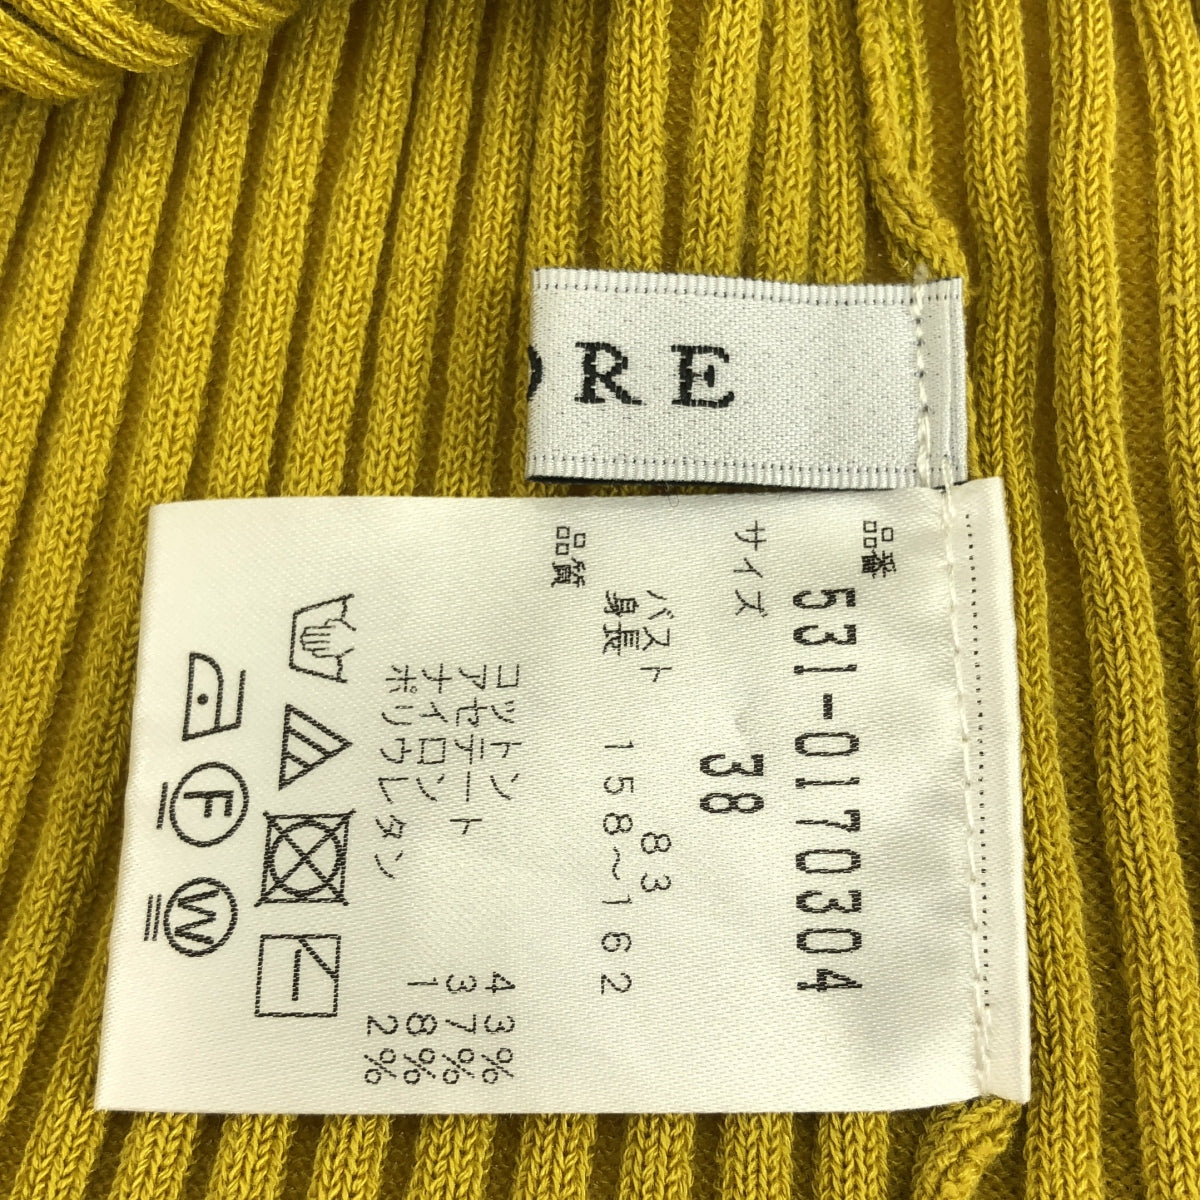 ORE
品番
531-0170304
サイズ 38
バスト 83
身長 158~162
品質
コットン 43%
アセテート 37%
ナイロン 18%
ポリウレタン 2%
F
W